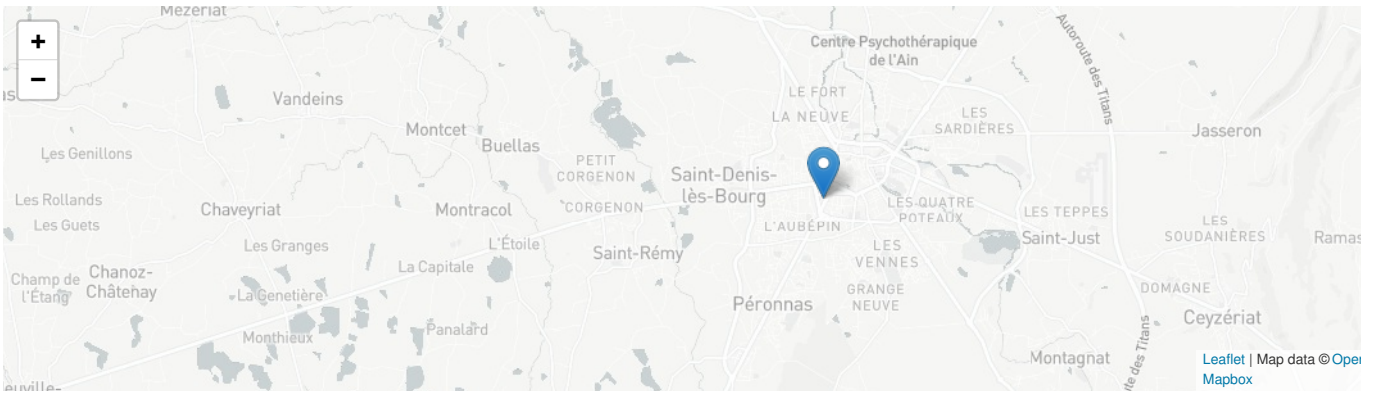 Mézériat
+
−
Vandeins
Montcet
Buellas
Les Genillons
PETIT
CORGENON
CORGENON
Les Rollands
Les Guets
Chaveyriat
Montracol
Les Granges
L'Étoile
La Capitale
Saint-Rémy
Champ de
l'Étang
Chanoz-
Châtenay
La Genetière
Monthieux
Panalard
Centre Psychothérapique
de l'Ain
Autoroute des Titans
LE FORT
LA NEUVE
LES
SARDIÈRES
Jasseron
Saint-Denis-
lès-Bourg
L'AUBÉPIN
LES QUATRE
POTEAUX
LES TEPPES
Saint-Just
LES
SOUDANIÈRES
Ramas
LES
VENNES
GRANGE
NEUVE
DOMAGNE
Péronnas
Ceyzériat
Montagnat
ute des Titans
Leaflet | Map data © Open
Mapbox